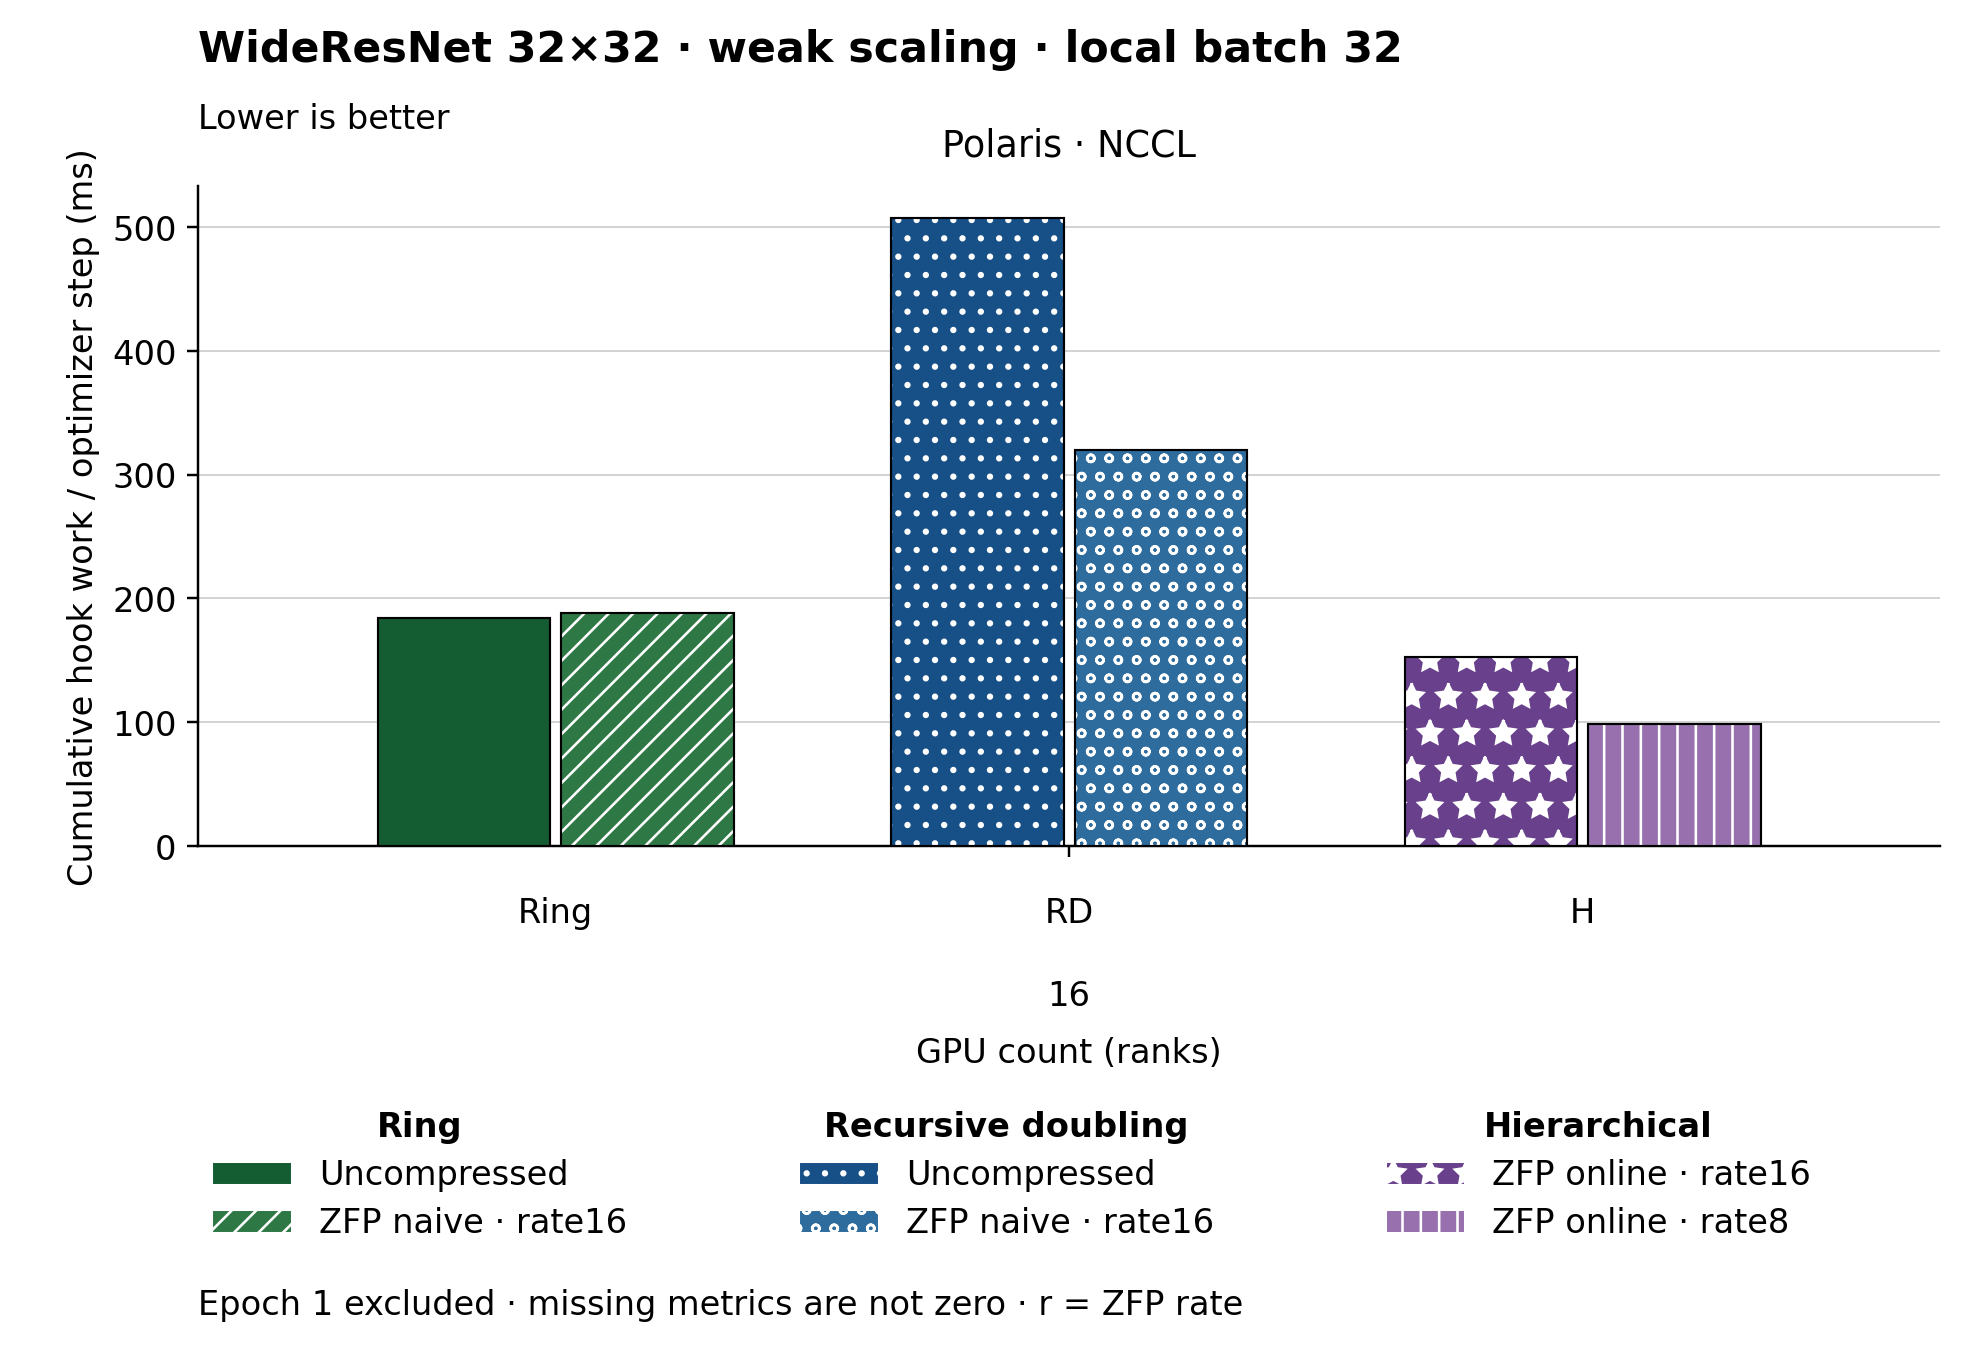 WideResNet 32×32 · weak scaling · local batch 32
Lower is better
Polaris · NCCL
Cumulative hook work / optimizer step (ms)
500
400
300
200
100
0
Ring
RD
H
16
GPU count (ranks)
Ring
Uncompressed
ZFP naive · rate16
Recursive doubling
Uncompressed
ZFP naive · rate16
Hierarchical
ZFP online · rate16
ZFP online · rate8
Epoch 1 excluded · missing metrics are not zero · r = ZFP rate